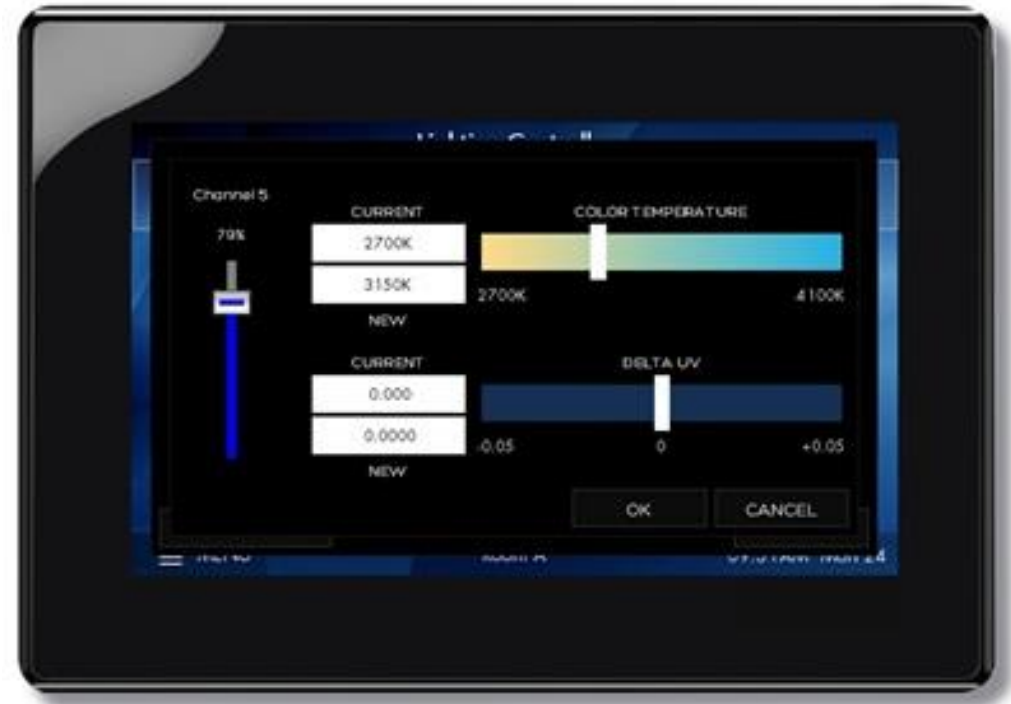 Channel 5
79%
CURRENT
2700K
3150K
NEW
COLOR TEMPERATURE
2700K 4100K
CURRENT
0.000
0.0000
NEW
DELTA UV
-0.05 0 +0.05
OK CANCEL